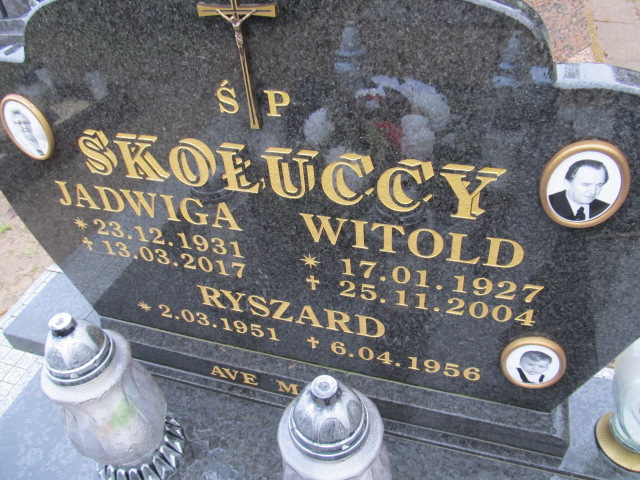 Ś P
SKOŁUCCY
JADWIGA
* 23.12.1931
✝ 13.03.2017
WITOLD
* 17.01.1927
✝ 25.11.2004
RYSZARD
* 2.03.1951 ✝ 6.04.1956
AVE